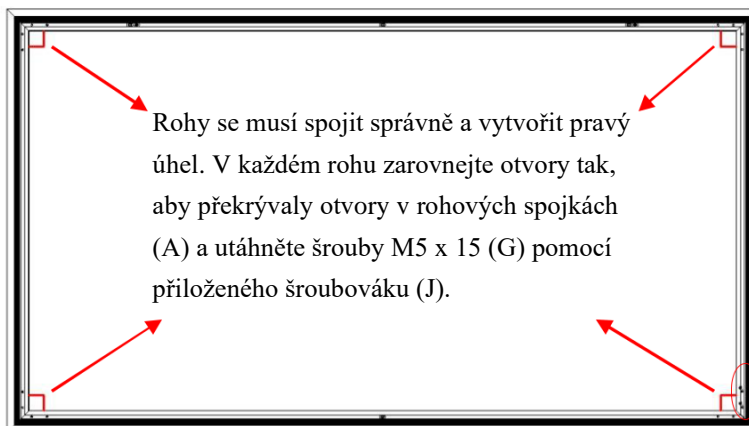 Rohy se musí spojit správně a vytvořit pravý
úhel. V každém rohu zarovnejte otvory tak,
aby překrývaly otvory v rohových spojkách
(A) a utáhněte šrouby M5 x 15 (G) pomocí
přiloženého šroubováku (J).